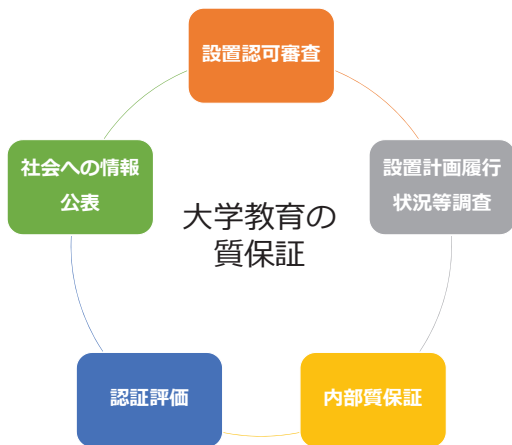 設置認可審査
社会への情報
公表
設置計画履行
状況等調査
大学教育の
質保証
認証評価
内部質保証